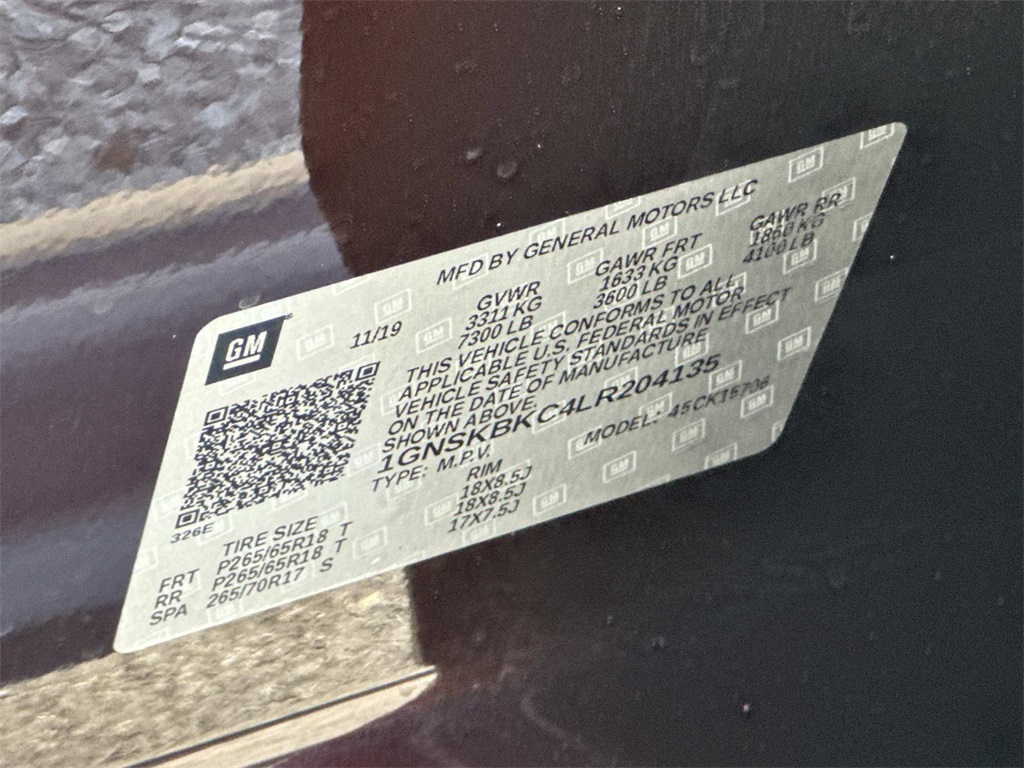 GM
11/19
MFD BY GENERAL MOTORS LLC
GVWR GAWR FRT GAWR RR
3311 KG 1633 KG 1860 KG
7300 LB 3600 LB 4100 LB
THIS VEHICLE CONFORMS TO ALL
APPLICABLE U.S. FEDERAL MOTOR
VEHICLE SAFETY STANDARDS IN EFFECT
ON THE DATE OF MANUFACTURE
SHOWN ABOVE.
1GNSKBKC4LR204135
TYPE: M.P.V. MODEL: 45CK15706
326E
TIRE SIZE RIM
FRT P265/65R18 T 18X8.5J
RR P265/65R18 T 18X8.5J
SPA 265/70R17 S 17X7.5J